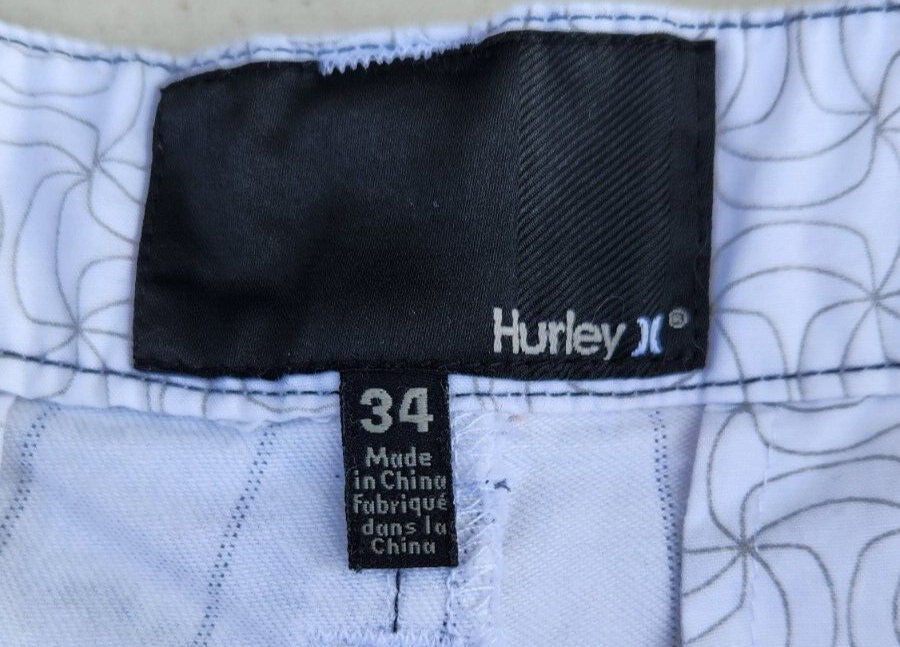 Hurley )( ®
34
Made
in China
Fabriqué
dans la
China